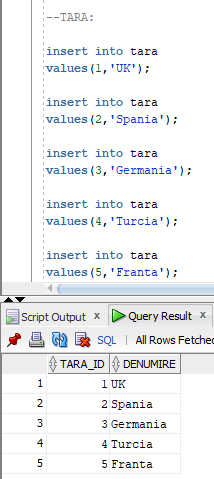 --TARA:
insert into tara
values(1,'UK');
insert into tara
values(2,'Spania');
insert into tara
values(3,'Germania');
insert into tara
values(4,'Turcia');
insert into tara
values(5,'Franta');
Script Output x Query Result x
SQL | All Rows Fetched
TARA_ID DENUMIRE
1 1 UK
2 2 Spania
3 3 Germania
4 4 Turcia
5 5 Franta